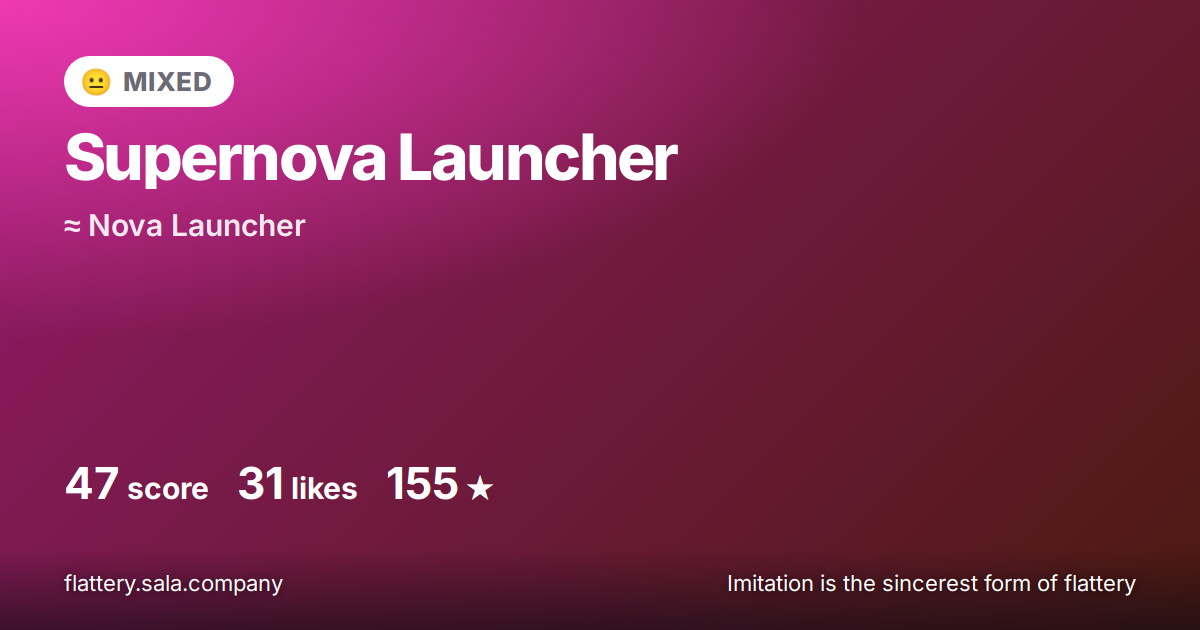 😐 MIXED
Supernova Launcher
≈ Nova Launcher
47 score 31 likes 155 ★
flattery.sala.company
Imitation is the sincerest form of flattery